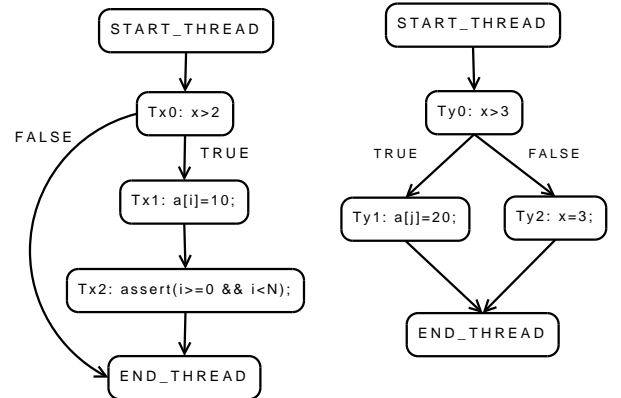 START_THREAD
Tx0: x>2
FALSE
TRUE
Tx1: a[i]=10;
Tx2: assert(i>=0 && i<N);
END_THREAD
START_THREAD
Ty0: x>3
TRUE
FALSE
Ty1: a[j]=20;
Ty2: x=3;
END_THREAD